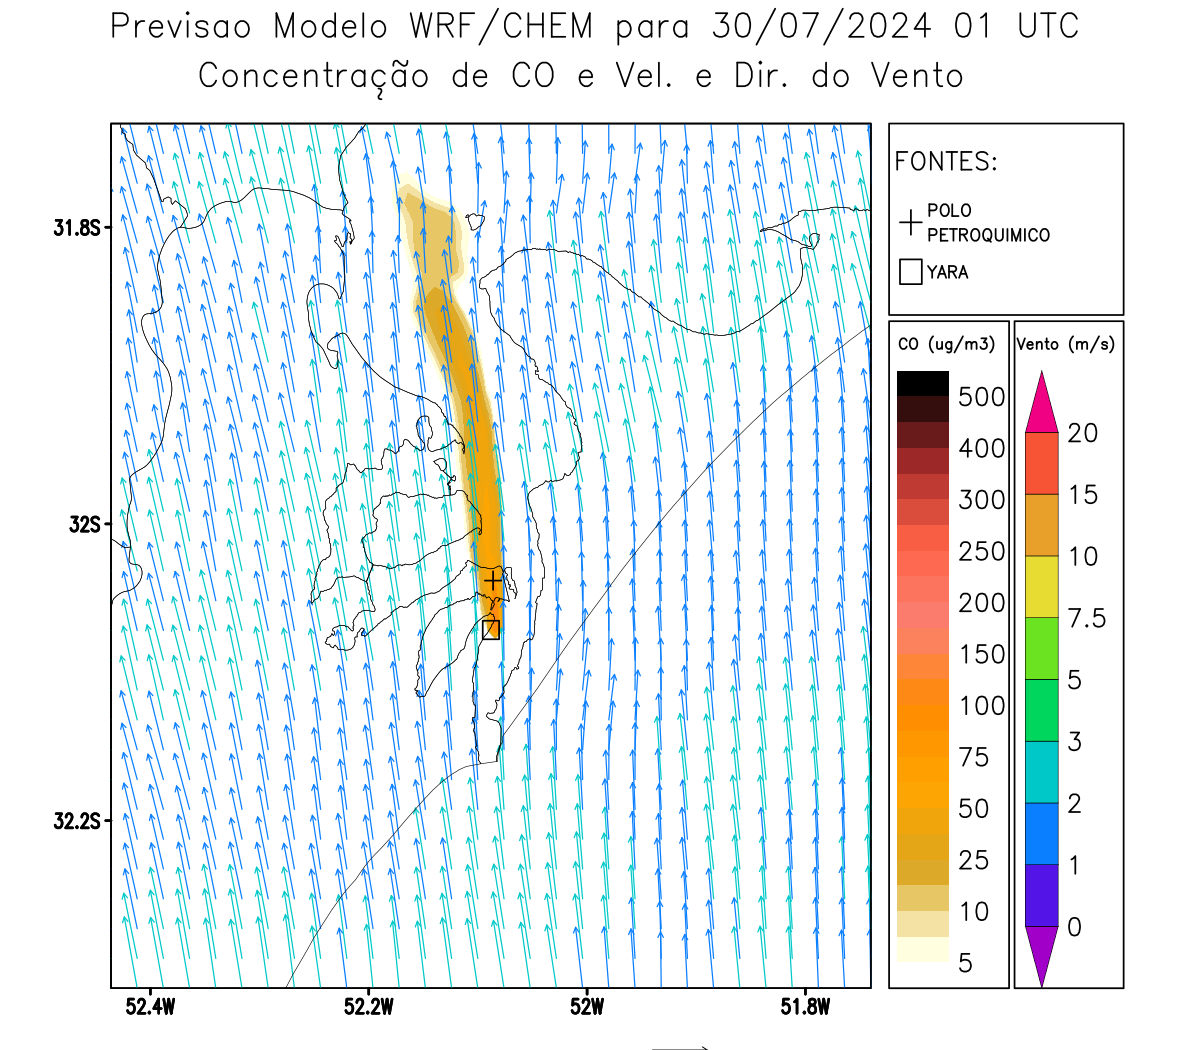 Previsao Modelo WRF/CHEM para 30/07/2024 01 UTC
Concentração de CO e Vel. e Dir. do Vento
FONTES:
POLO
PETROQUIMICO
YARA
31.8S
32S
32.2S
52.4W
52.2W
52W
51.8W
CO (ug/m3)
500
400
300
250
200
150
100
75
50
25
10
5
Vento (m/s)
20
15
10
7.5
5
3
2
1
0